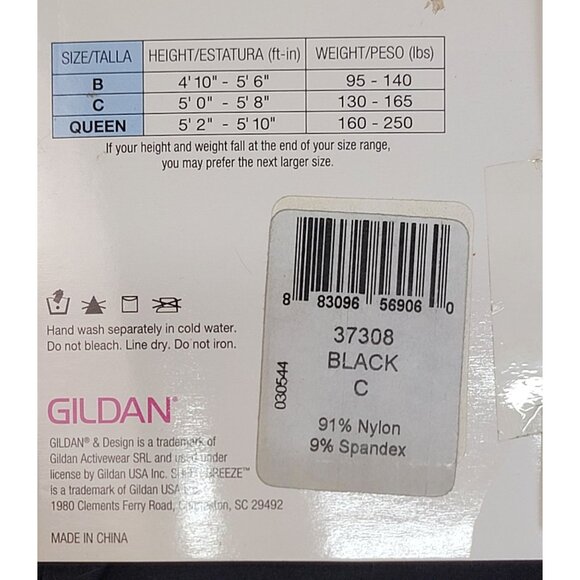 SIZE/TALLA HEIGHT/ESTATURA (ft-in) WEIGHT/PESO (lbs)
B 4' 10" - 5' 6" 95 - 140
C 5' 0" - 5' 8" 130 - 165
QUEEN 5' 2" - 5' 10" 160 - 250
If your height and weight fall at the end of your size range,
you may prefer the next larger size.
Hand wash separately in cold water.
Do not bleach. Line dry. Do not iron.
GILDAN®
GILDAN® & Design is a trademark of
Gildan Activewear SRL and used under
license by Gildan USA Inc. BREEZE™
is a trademark of Gildan USA
1980 Clements Ferry Road, SC 29492
MADE IN CHINA
8 83096 56906 0
37308
BLACK
C
030544
91% Nylon
9% Spandex